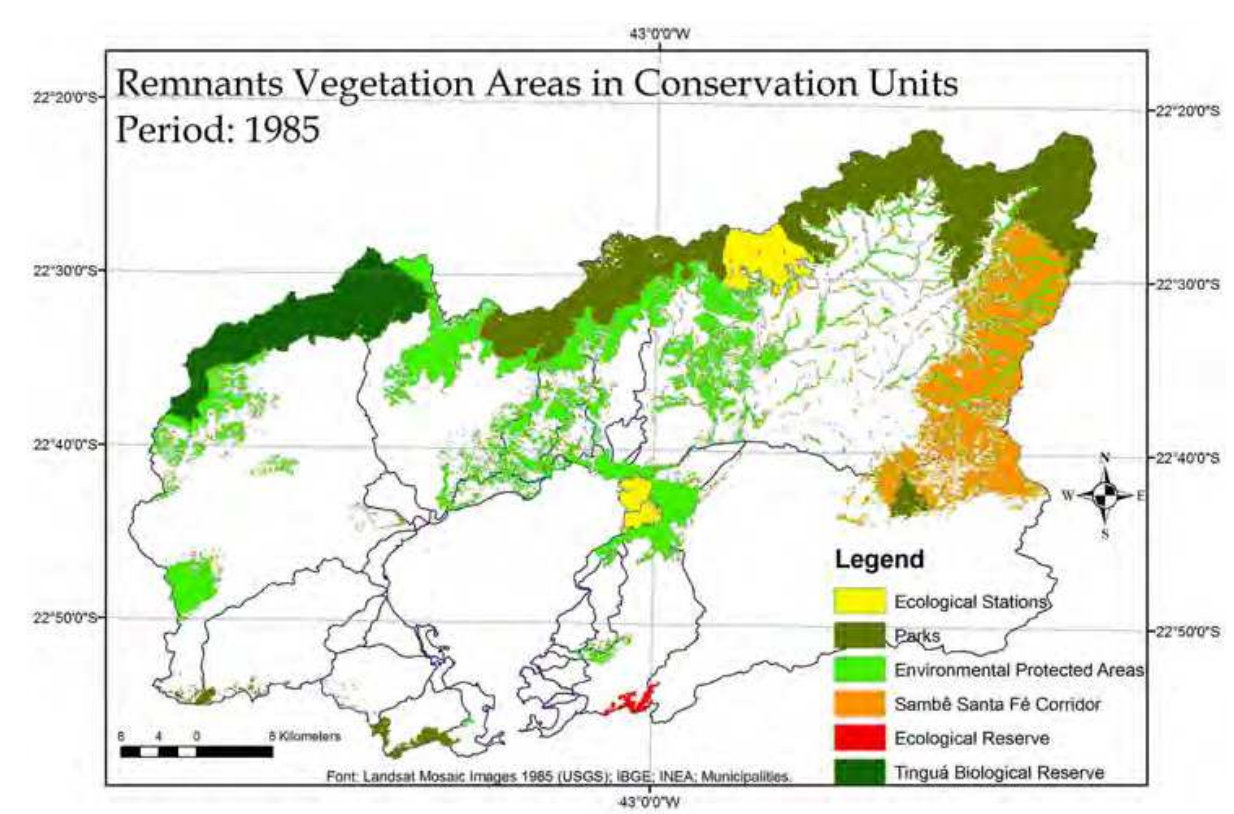 43°0'0"W
Remnants Vegetation Areas in Conservation Units
Period: 1985
22°20'0"S
22°20'0"S
22°30'0"S
22°30'0"S
22°40'0"S
22°40'0"S
N
W
E
S
Legend
Ecological Stations
22°50'0"S
22°50'0"S
Parks
Environmental Protected Areas
Sambê Santa Fé Corridor
Ecological Reserve
Tinguá Biological Reserve
8 4 0 8 Kilometers
Font: Landsat Mosaic Images 1985 (USGS); IBGE; INEA; Municipalities.
43°0'0"W